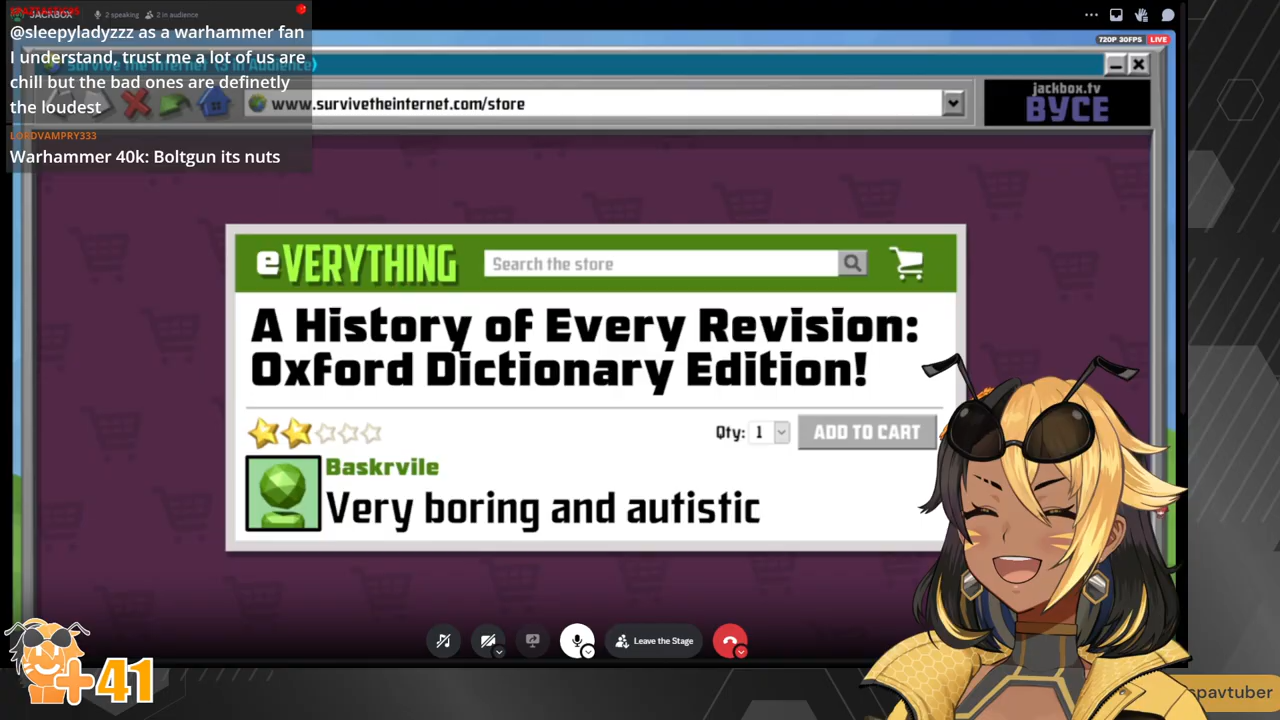 JACKBOX
2 speaking
2 in audience
@sleepyladyzzz as a warhammer fan
I understand, trust me a lot of us are
chill but the bad ones are definetly
the loudest
LORDVAMPRY333
Warhammer 40k: Boltgun its nuts
720P 30FPS LIVE
www.survivetheinternet.com/store
jackbox.tv
BYCE
eVERYTHING
Search the store
A History of Every Revision:
Oxford Dictionary Edition!
Qty: 1
ADD TO CART
Baskrvile
Very boring and autistic
Leave the Stage
+41
spavtuber